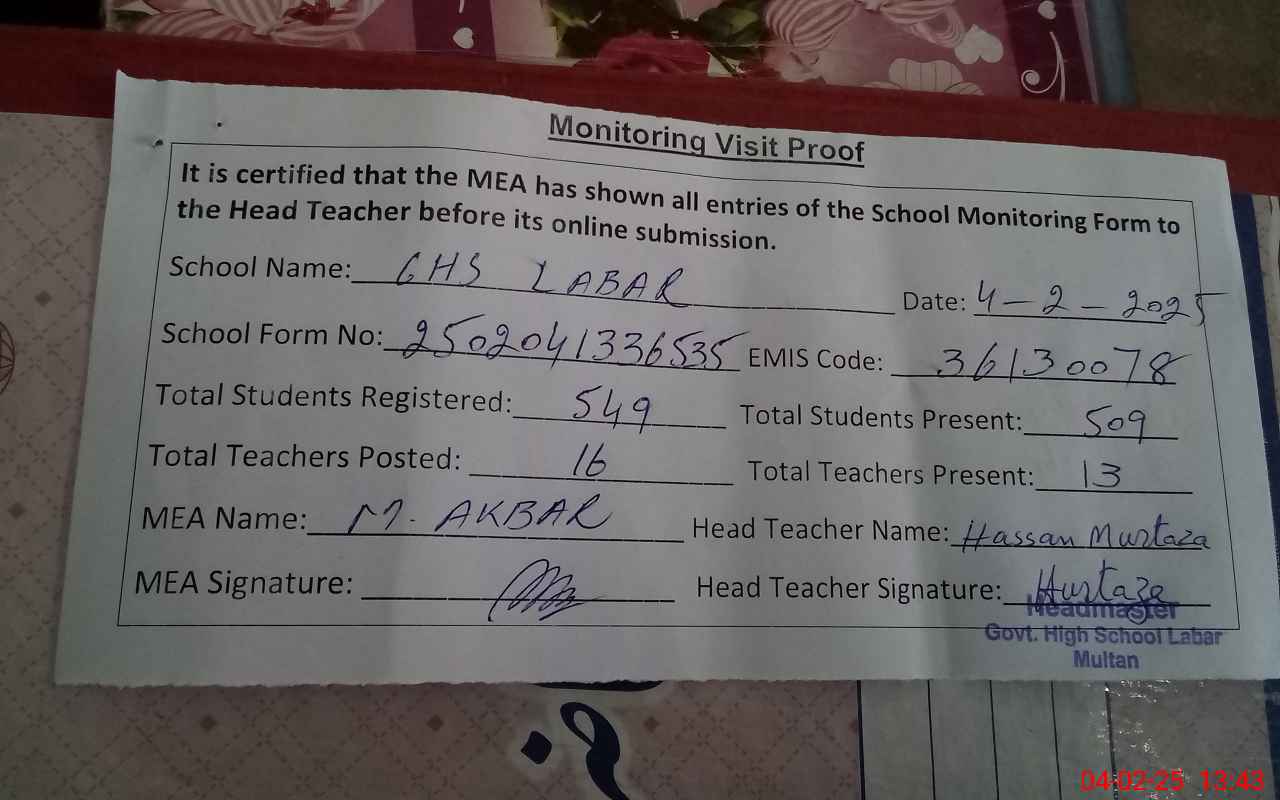 Monitoring Visit Proof
It is certified that the MEA has shown all entries of the School Monitoring Form to
the Head Teacher before its online submission.
School Name: GHS LABAR Date: 4-2-2025
School Form No: 2502041336535 EMIS Code: 36130078
Total Students Registered: 549 Total Students Present: 509
Total Teachers Posted: 16 Total Teachers Present: 13
MEA Name: M. AKBAR Head Teacher Name: Hassan Murtaza
MEA Signature: Head Teacher Signature: Murtaza
Headmaster
Govt. High School Labar
Multan
04-02-25 13:43